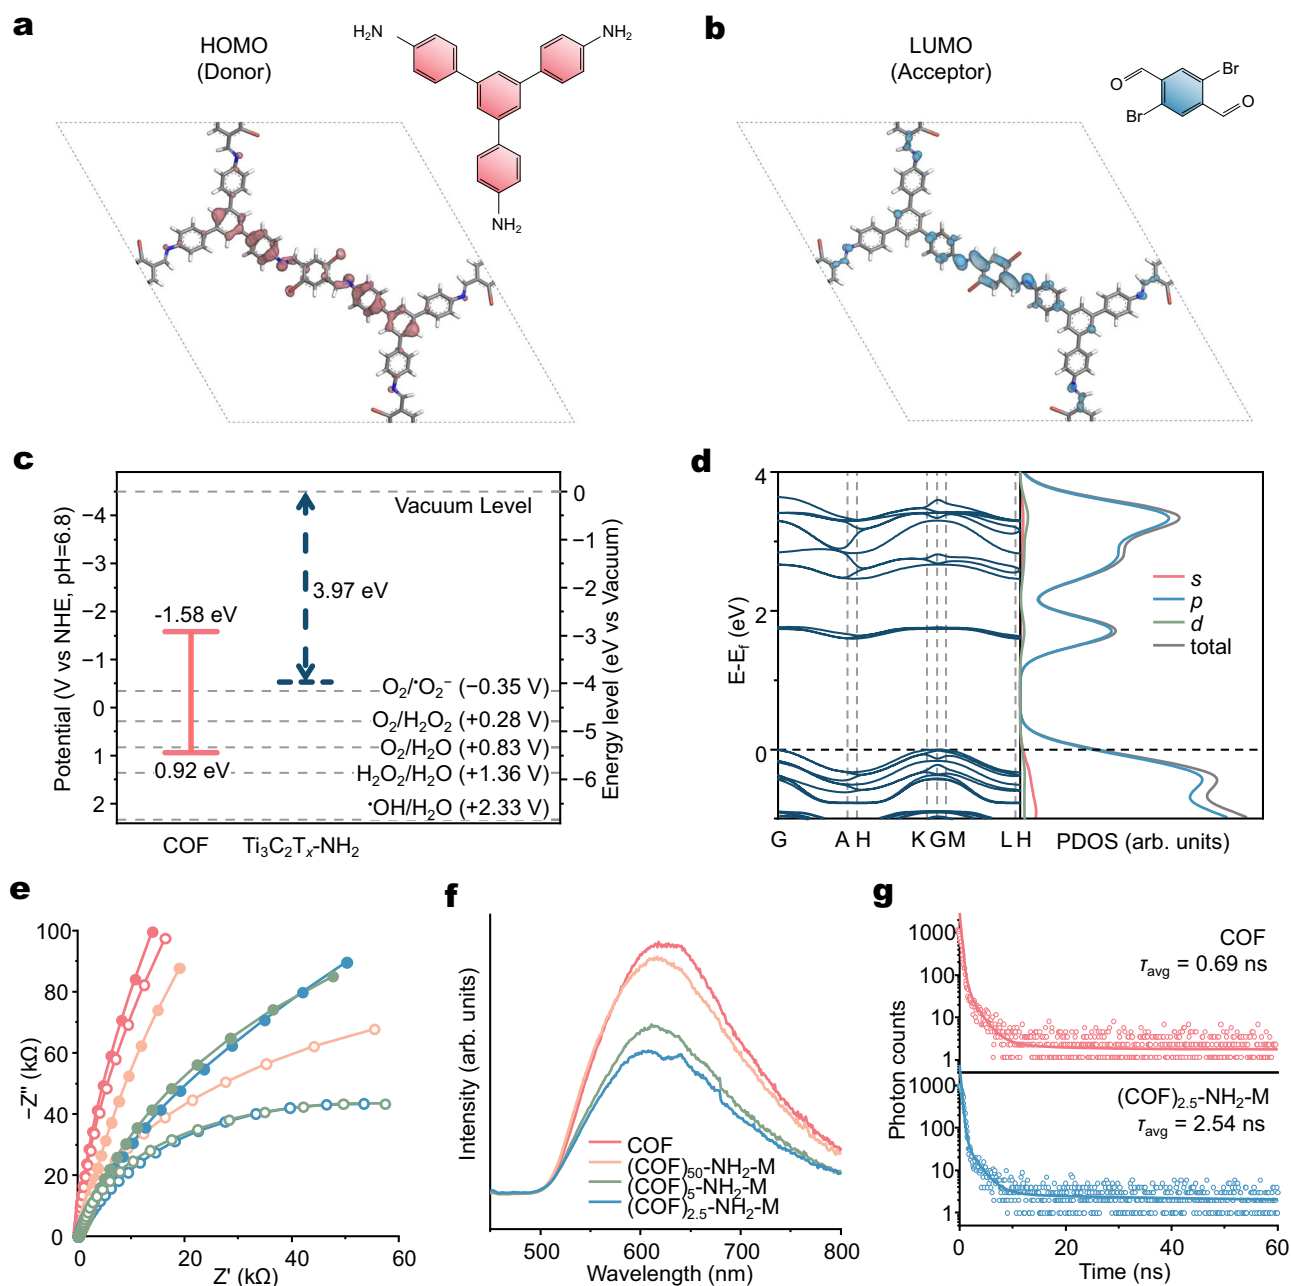 a
HOMO
(Donor)
H₂N
NH₂
NH₂
b
LUMO
(Acceptor)
O
Br
Br
O
c
Potential (V vs NHE, pH=6.8)
−4
−3
−2
−1
0
1
2
Vacuum Level
3.97 eV
-1.58 eV
0.92 eV
O₂/•O₂⁻ (−0.35 V)
O₂/H₂O₂ (+0.28 V)
O₂/H₂O (+0.83 V)
H₂O₂/H₂O (+1.36 V)
•OH/H₂O (+2.33 V)
0
−1
−2
−3
−4
−5
−6
Energy level (eV vs Vacuum)
COF
Ti₃C₂Tₓ-NH₂
d
E-E_f (eV)
4
2
0
s
p
d
total
G A H K G M L H
PDOS (arb. units)
e
−Z'' (kΩ)
100
80
60
40
20
0
0 20 40 60
Z' (kΩ)
f
Intensity (arb. units)
COF
(COF)₅₀-NH₂-M
(COF)₅-NH₂-M
(COF)₂.₅-NH₂-M
500 600 700 800
Wavelength (nm)
g
Photon counts
1000
100
10
1
COF
τ_avg = 0.69 ns
1000
100
10
1
(COF)₂.₅-NH₂-M
τ_avg = 2.54 ns
0 20 40 60
Time (ns)